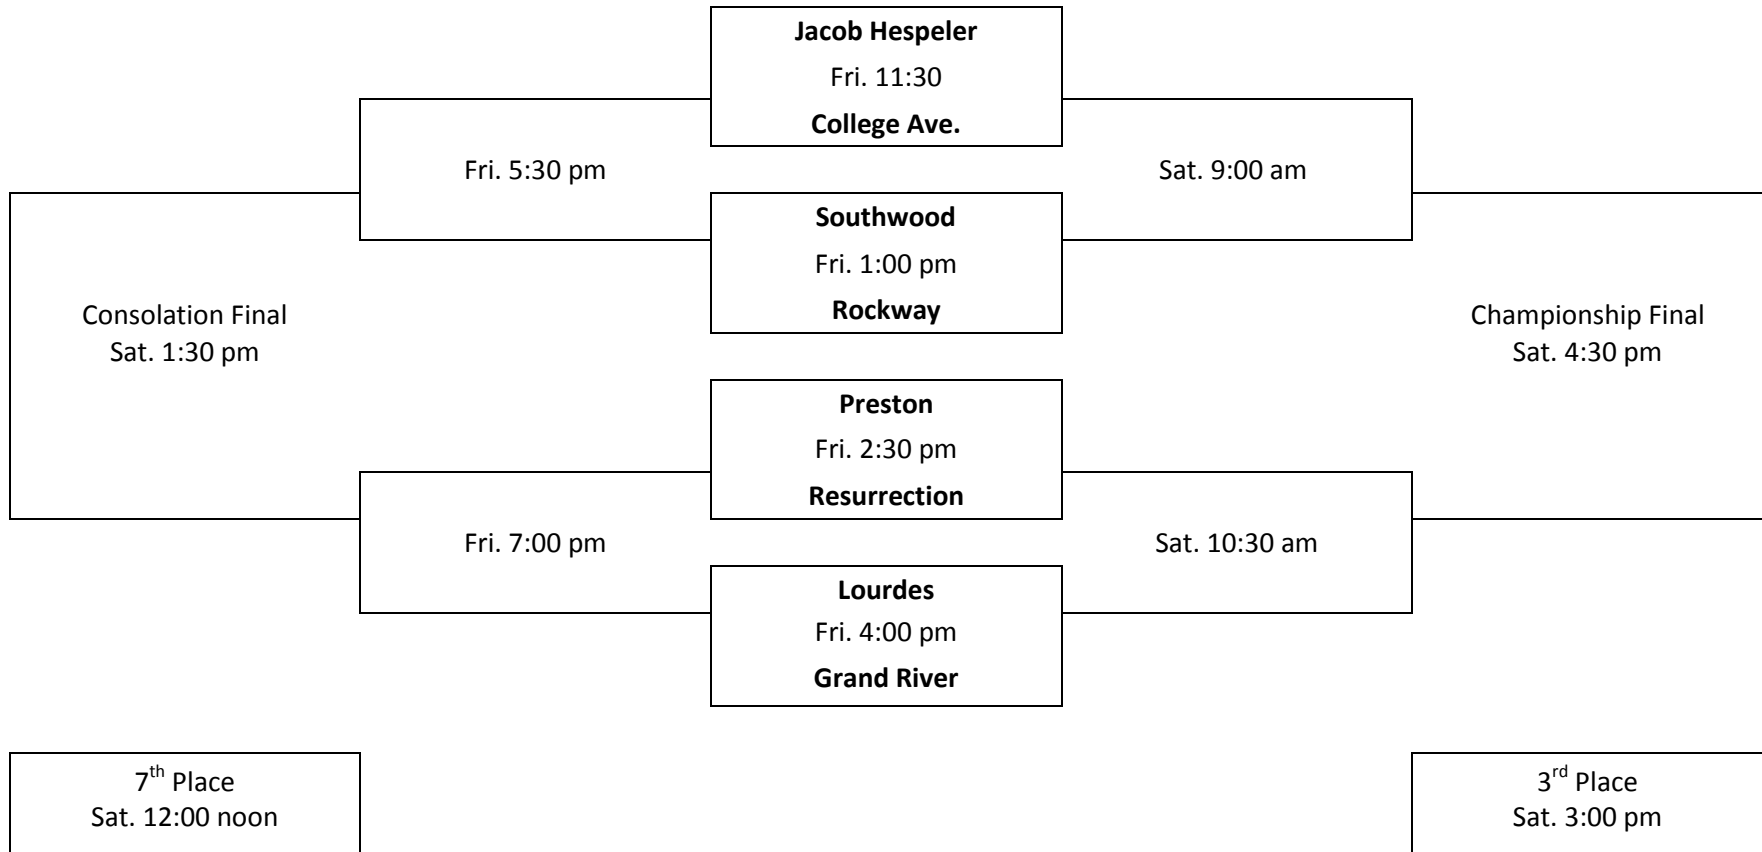 Jacob Hespeler
Fri. 11:30
College Ave.
Fri. 5:30 pm
Sat. 9:00 am
Southwood
Fri. 1:00 pm
Rockway
Consolation Final
Sat. 1:30 pm
Championship Final
Sat. 4:30 pm
Preston
Fri. 2:30 pm
Resurrection
Fri. 7:00 pm
Sat. 10:30 am
Lourdes
Fri. 4:00 pm
Grand River
7th Place
Sat. 12:00 noon
3rd Place
Sat. 3:00 pm